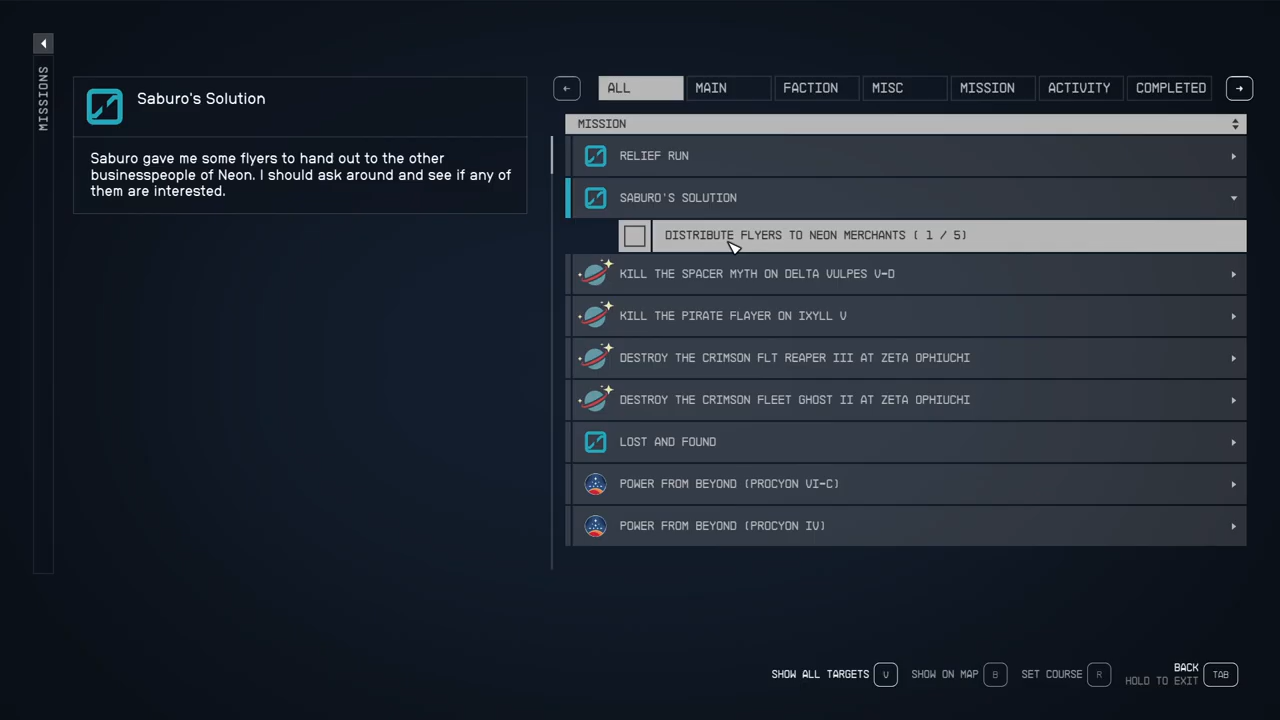 MISSIONS
Saburo's Solution
Saburo gave me some flyers to hand out to the other
businesspeople of Neon. I should ask around and see if any of
them are interested.
ALL MAIN FACTION MISC MISSION ACTIVITY COMPLETED
MISSION
RELIEF RUN
SABURO'S SOLUTION
DISTRIBUTE FLYERS TO NEON MERCHANTS ( 1 / 5)
KILL THE SPACER MYTH ON DELTA VULPES V-D
KILL THE PIRATE FLAYER ON IXYLL V
DESTROY THE CRIMSON FLT REAPER III AT ZETA OPHIUCHI
DESTROY THE CRIMSON FLEET GHOST II AT ZETA OPHIUCHI
LOST AND FOUND
POWER FROM BEYOND (PROCYON VI-C)
POWER FROM BEYOND (PROCYON IV)
SHOW ALL TARGETS V SHOW ON MAP B SET COURSE R BACK TAB
HOLD TO EXIT